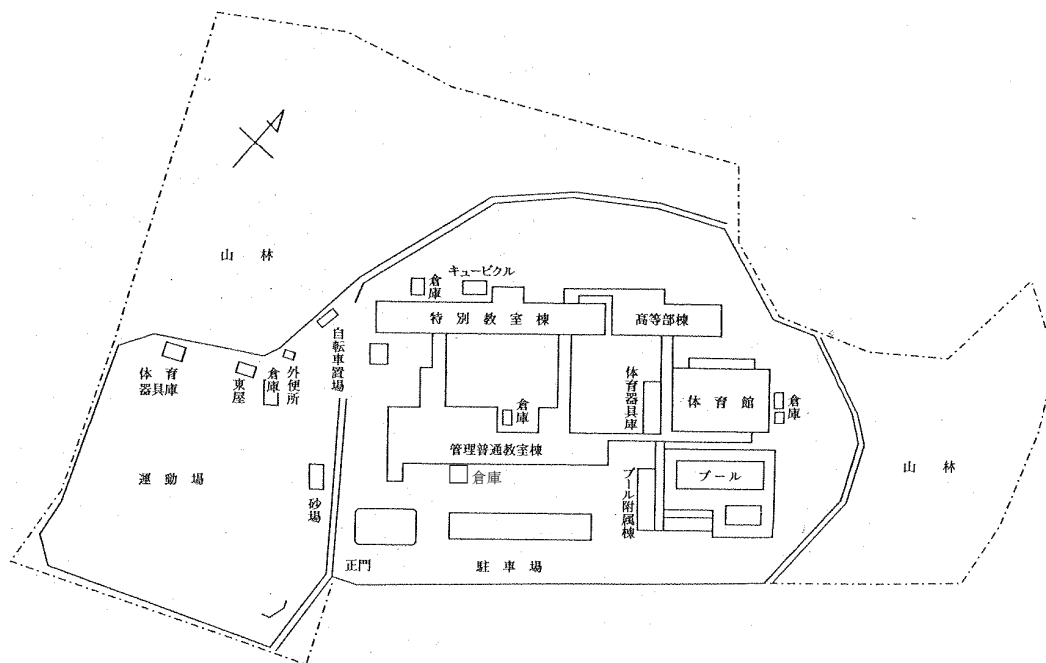 山林
キュービクル
倉庫
特別教室棟
高等部棟
自転車置場
体育
器具庫
東屋
倉庫
外便所
体育器具庫
体育館
倉庫
倉庫
管理普通教室棟
倉庫
プール
山林
運動場
砂場
プール附属棟
正門
駐車場